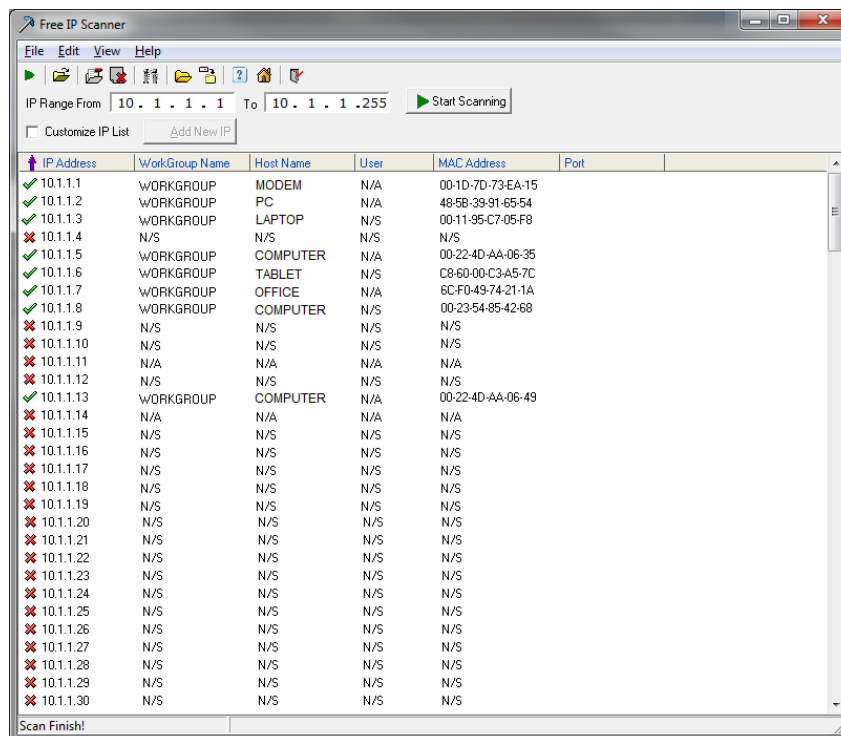 Free IP Scanner
File Edit View Help
IP Range From 10 . 1 . 1 . 1 To 10 . 1 . 1 .255 Start Scanning
Customize IP List Add New IP
IP Address WorkGroup Name Host Name User MAC Address Port
10.1.1.1 WORKGROUP MODEM N/A 00-1D-7D-73-EA-15
10.1.1.2 WORKGROUP PC N/A 48-5B-39-91-65-54
10.1.1.3 WORKGROUP LAPTOP N/S 00-11-95-C7-05-F8
10.1.1.4 N/S N/S N/S N/S
10.1.1.5 WORKGROUP COMPUTER N/A 00-22-4D-AA-06-35
10.1.1.6 WORKGROUP TABLET N/S C8-60-00-C3-A5-7C
10.1.1.7 WORKGROUP OFFICE N/A 6C-F0-49-74-21-1A
10.1.1.8 WORKGROUP COMPUTER N/S 00-23-54-85-42-68
10.1.1.9 N/S N/S N/S N/S
10.1.1.10 N/S N/S N/S N/S
10.1.1.11 N/A N/A N/A N/A
10.1.1.12 N/S N/S N/S N/S
10.1.1.13 WORKGROUP COMPUTER N/A 00-22-4D-AA-06-49
10.1.1.14 N/A N/A N/A N/A
10.1.1.15 N/S N/S N/S N/S
10.1.1.16 N/S N/S N/S N/S
10.1.1.17 N/S N/S N/S N/S
10.1.1.18 N/S N/S N/S N/S
10.1.1.19 N/S N/S N/S N/S
10.1.1.20 N/S N/S N/S N/S
10.1.1.21 N/S N/S N/S N/S
10.1.1.22 N/S N/S N/S N/S
10.1.1.23 N/S N/S N/S N/S
10.1.1.24 N/S N/S N/S N/S
10.1.1.25 N/S N/S N/S N/S
10.1.1.26 N/S N/S N/S N/S
10.1.1.27 N/S N/S N/S N/S
10.1.1.28 N/S N/S N/S N/S
10.1.1.29 N/S N/S N/S N/S
10.1.1.30 N/S N/S N/S N/S
Scan Finish!